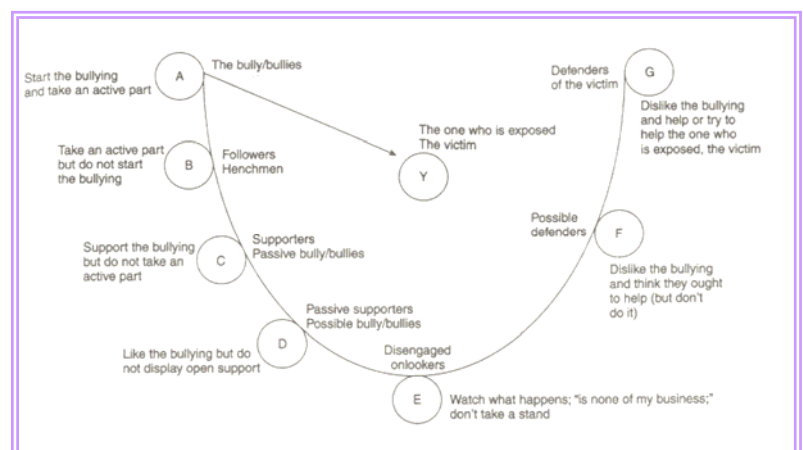 A
The bully/bullies
Start the bullying
and take an active part
Take an active part
but do not start
the bullying
B
Followers
Henchmen
Support the bullying
but do not take an
active part
C
Supporters
Passive bully/bullies
Like the bullying but do
not display open support
D
Passive supporters
Possible bully/bullies
Disengaged
onlookers
E
Watch what happens; "is none of my business;"
don't take a stand
The one who is exposed
The victim
Y
Possible
defenders
F
Dislike the bullying
and think they ought
to help (but don't
do it)
Defenders
of the victim
G
Dislike the bullying
and help or try to
help the one who
is exposed, the victim